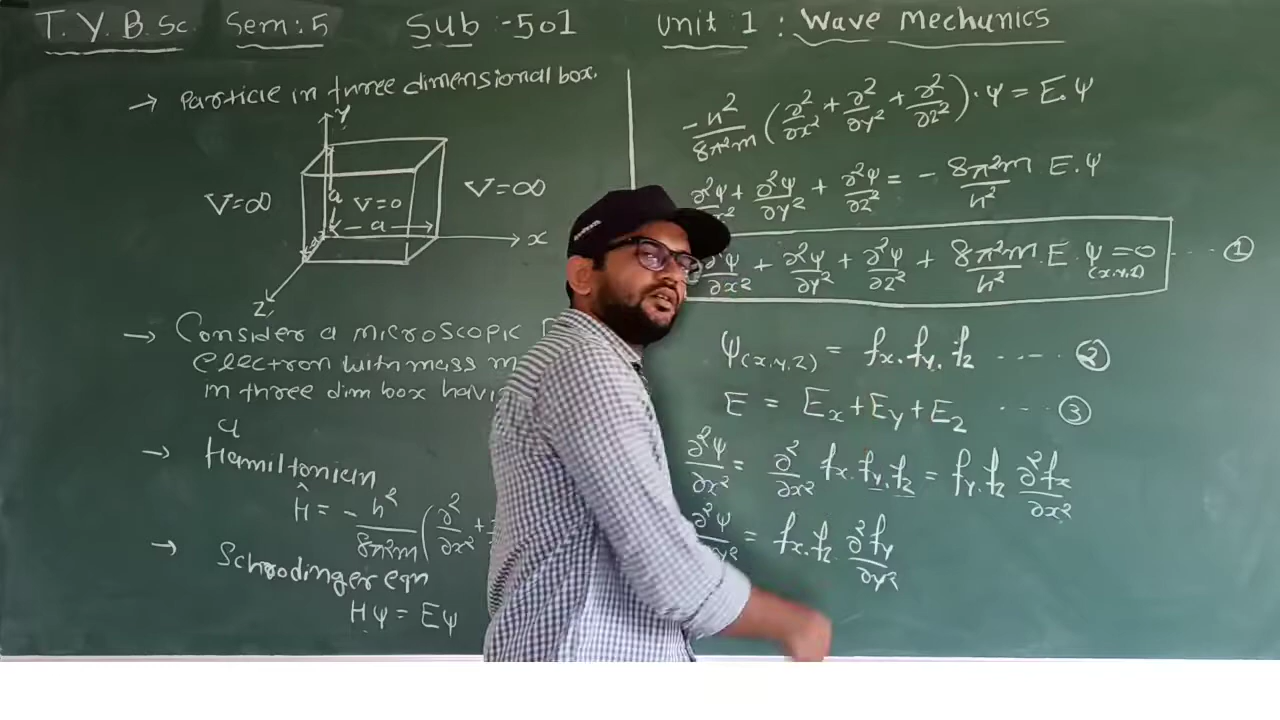 T. Y. B. Sc. Sem: 5 Sub :- 501 Unit 1 : Wave Mechanics
→ Particle in three dimensional box.
Y
V=∞ V=0 V=∞
a
a
a
x
Z
→ Consider a microscopic
electron with mass m
in three dim box havi
a
→ Hamiltonian
Ĥ = - h²/8π²m (∂²/∂x² +
→ Schrodinger eqn
Hψ = Eψ
-h²/8π²m (∂²/∂x² + ∂²/∂y² + ∂²/∂z²) · ψ = E.ψ
∂²ψ/∂x² + ∂²ψ/∂y² + ∂²ψ/∂z² = - 8π²m/h² E.ψ
∂²ψ/∂x² + ∂²ψ/∂y² + ∂²ψ/∂z² + 8π²m/h² . E. ψ(x,y,z) = 0 ---- ①
ψ(x,y,z) = fx. fy. fz ---- ②
E = Ex + Ey + Ez --- ③
∂²ψ/∂x² = ∂²/∂x² fx. fy. fz = fy. fz ∂²fx/∂x²
∂²ψ/∂y² = fx. fz ∂²fy/∂y²